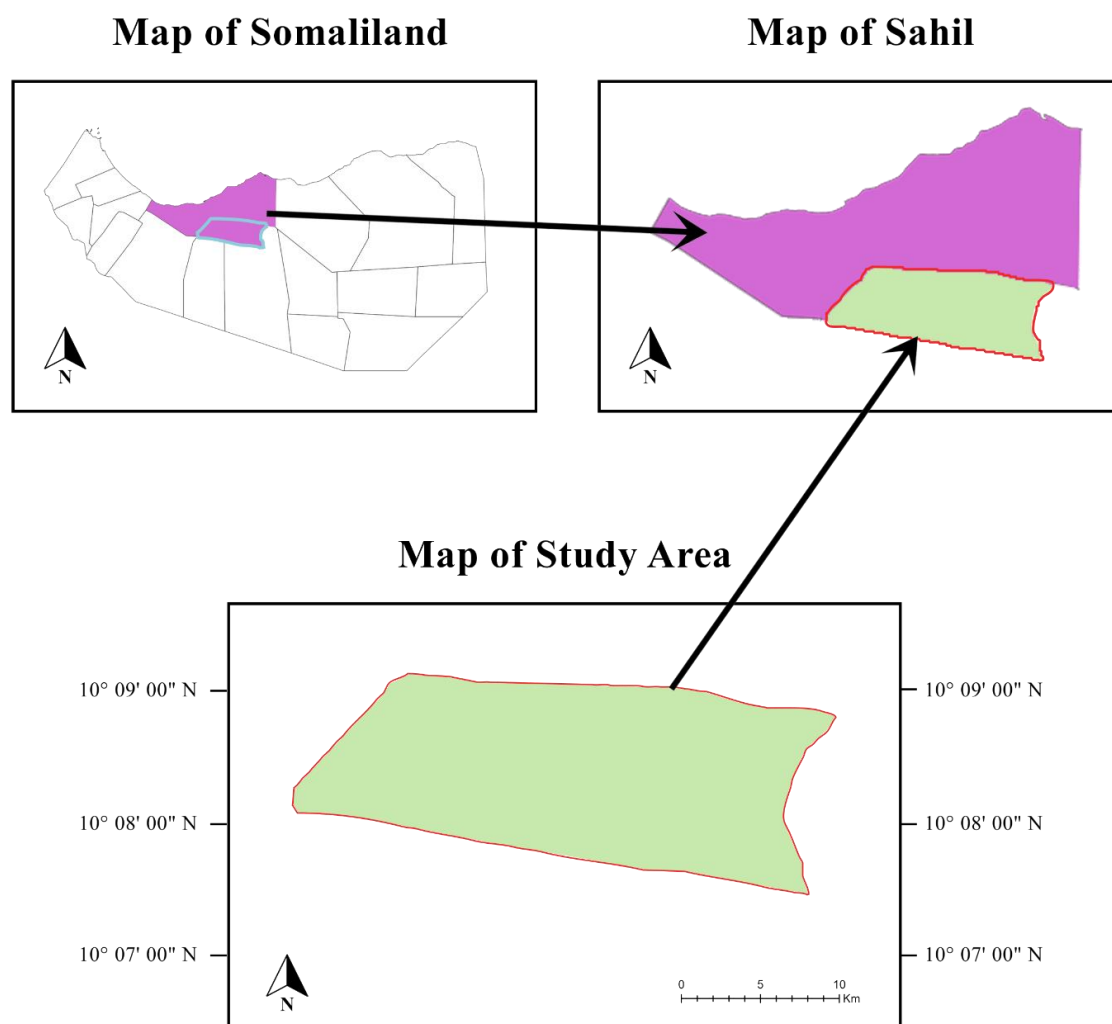 Map of Somaliland
Map of Sahil
N
N
Map of Study Area
10° 09' 00" N
10° 09' 00" N
10° 08' 00" N
10° 08' 00" N
10° 07' 00" N
10° 07' 00" N
N
0 5 10
Km